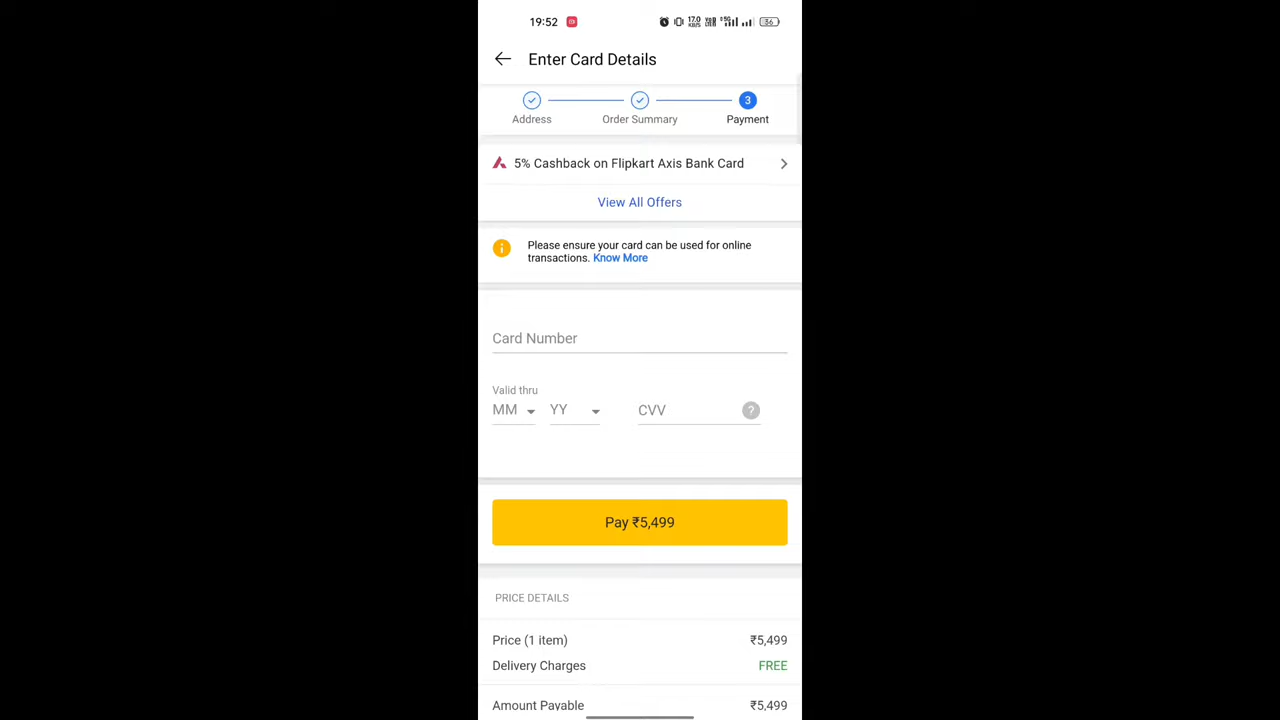 19:52
36
Enter Card Details
3
Address Order Summary Payment
5% Cashback on Flipkart Axis Bank Card
View All Offers
Please ensure your card can be used for online
transactions. Know More
Card Number
Valid thru
MM YY CVV ?
Pay ₹5,499
PRICE DETAILS
Price (1 item) ₹5,499
Delivery Charges FREE
Amount Payable ₹5,499